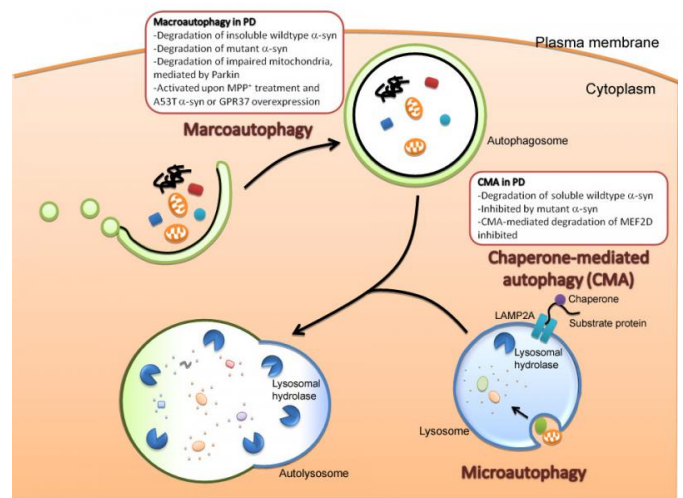 Macroautophagy in PD
-Degradation of insoluble wildtype α-syn
-Degradation of mutant α-syn
-Degradation of impaired mitochondria,
mediated by Parkin
-Activated upon MPP⁺ treatment and
A53T α-syn or GPR37 overexpression
Marcoautophagy
Plasma membrane
Cytoplasm
Autophagosome
CMA in PD
-Degradation of soluble wildtype α-syn
-Inhibited by mutant α-syn
-CMA-mediated degradation of MEF2D
inhibited
Chaperone-mediated
autophagy (CMA)
Chaperone
LAMP2A
Substrate protein
Lysosomal
hydrolase
Lysosomal
hydrolase
Lysosome
Autolysosome
Microautophagy